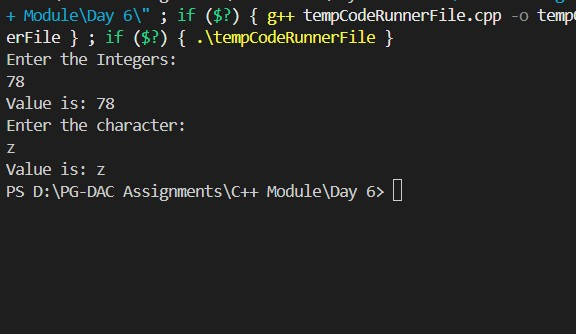 + Module\Day 6\" ; if ($?) { g++ tempCodeRunnerFile.cpp -o temp
erFile } ; if ($?) { .\tempCodeRunnerFile }
Enter the Integers:
78
Value is: 78
Enter the character:
z
Value is: z
PS D:\PG-DAC Assignments\C++ Module\Day 6>